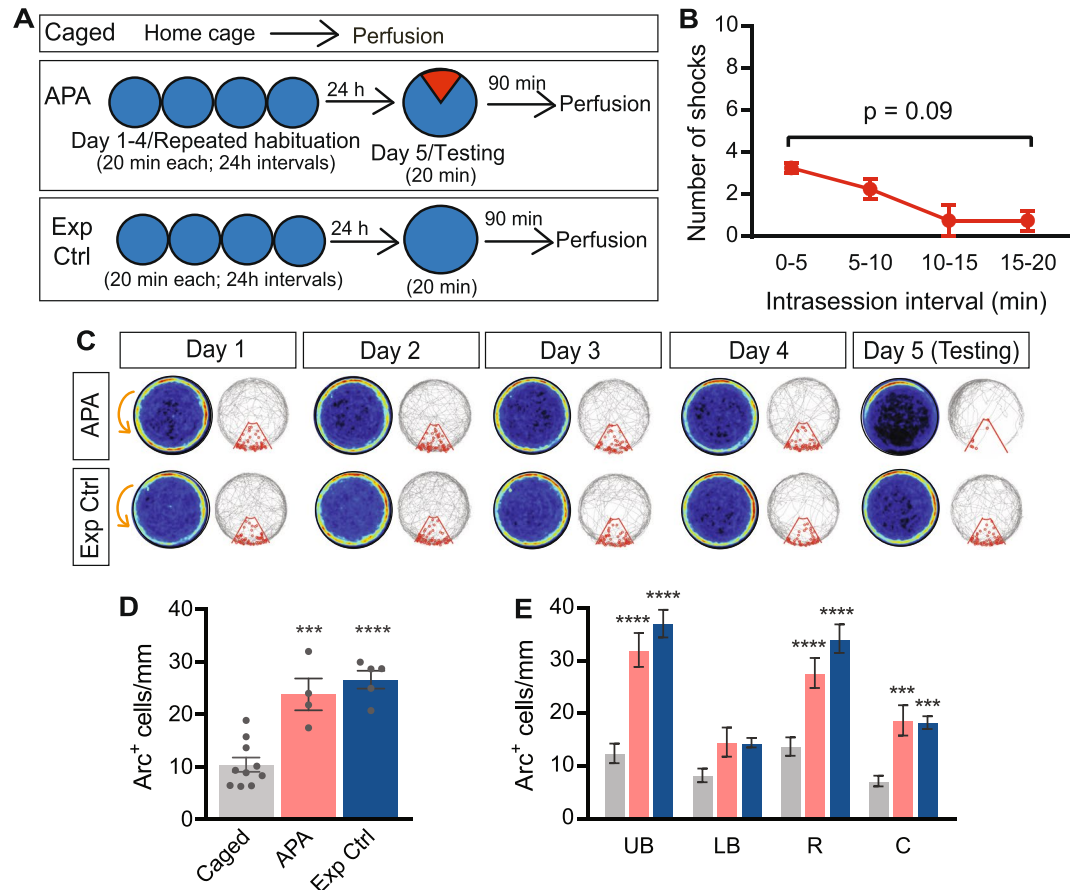 A
Caged Home cage Perfusion
APA
24 h
90 min
Perfusion
Day 1-4/Repeated habituation
(20 min each; 24h intervals)
Day 5/Testing
(20 min)
Exp
Ctrl
24 h
90 min
Perfusion
(20 min each; 24h intervals)
(20 min)
B
Number of shocks
10
8
6
4
2
0
p = 0.09
0-5 5-10 10-15 15-20
Intrasession interval (min)
C
Day 1 Day 2 Day 3 Day 4 Day 5 (Testing)
APA
Exp Ctrl
D
Arc+ cells/mm
40
30
20
10
0
*** ****
Caged APA Exp Ctrl
E
Arc+ cells/mm
40
30
20
10
0
**** **** **** **** *** ***
UB LB R C